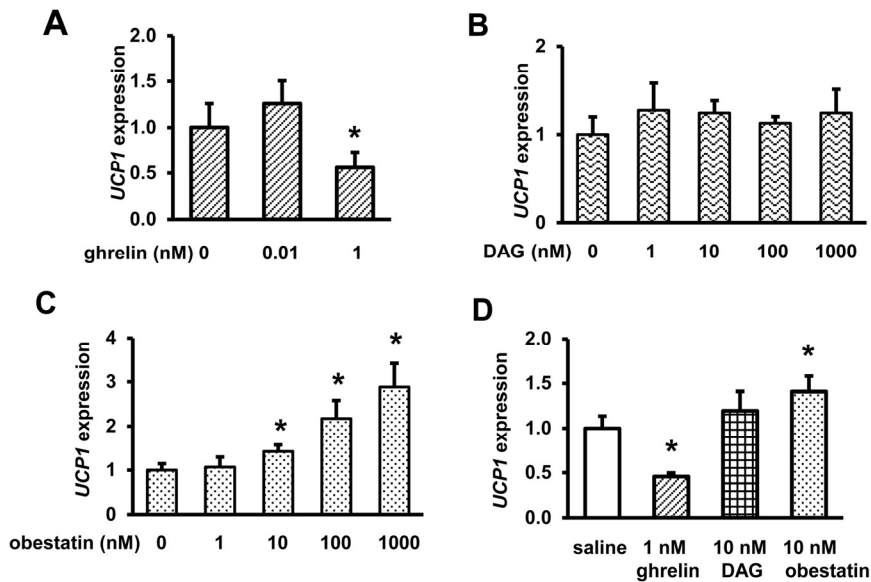 A
UCP1 expression
2.0
1.5
1.0
0.5
0.0
*
ghrelin (nM) 0 0.01 1
B
UCP1 expression
2
1
0
DAG (nM) 0 1 10 100 1000
C
UCP1 expression
4
3
2
1
0
* * *
obestatin (nM) 0 1 10 100 1000
D
UCP1 expression
2.0
1.5
1.0
0.5
0.0
* *
saline 1 nM 10 nM 10 nM
ghrelin DAG obestatin